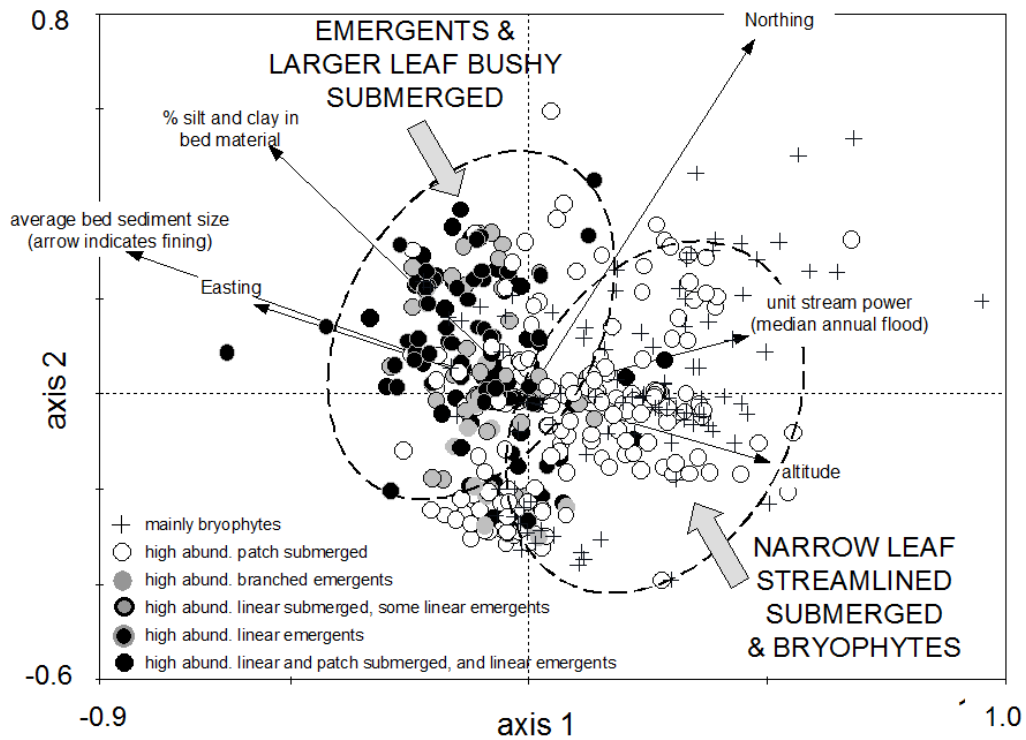 0.8
EMERGENTS &
LARGER LEAF BUSHY
SUBMERGED
Northing
% silt and clay in
bed material
average bed sediment size
(arrow indicates fining)
Easting
unit stream power
(median annual flood)
axis 2
altitude
mainly bryophytes
high abund. patch submerged
high abund. branched emergents
high abund. linear submerged, some linear emergents
high abund. linear emergents
high abund. linear and patch submerged, and linear emergents
NARROW LEAF
STREAMLINED
SUBMERGED
& BRYOPHYTES
-0.6
-0.9
axis 1
1.0